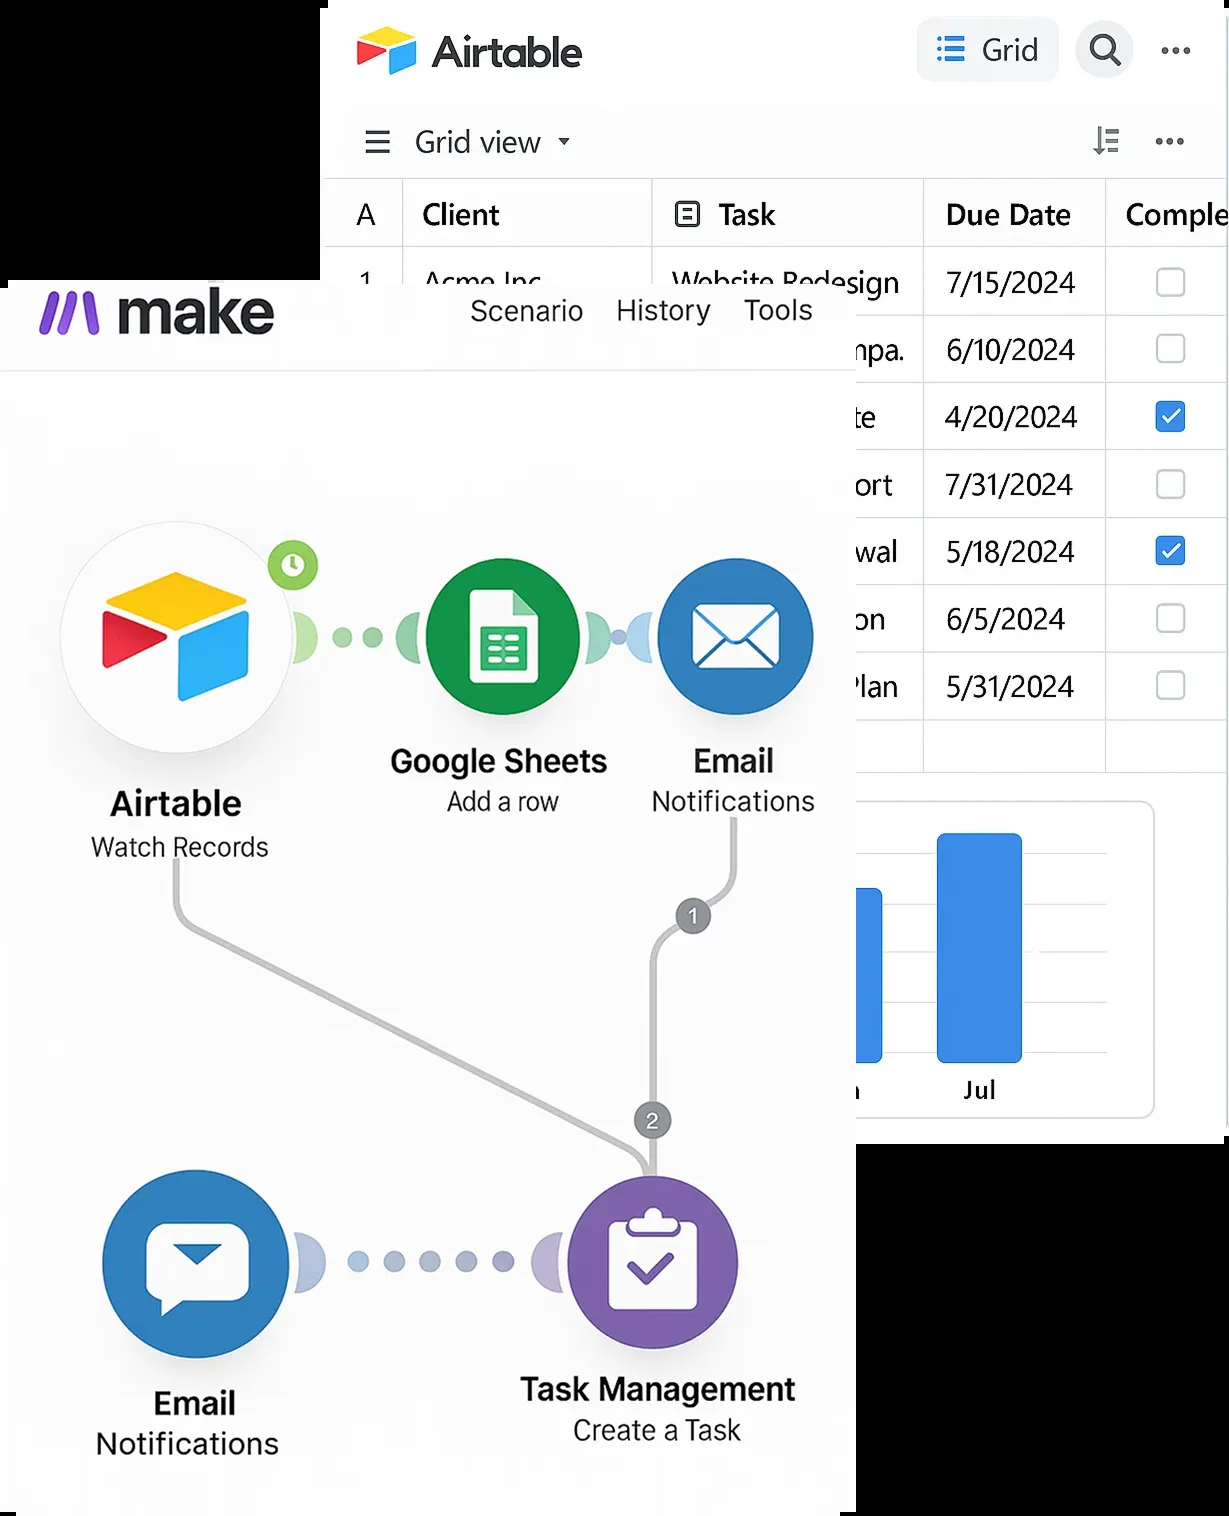 Airtable
Grid
Grid view
A Client Task Due Date Comple
1 Acme Inc Website Redesign 7/15/2024
mpa. 6/10/2024
te 4/20/2024
ort 7/31/2024
wal 5/18/2024
on 6/5/2024
Plan 5/31/2024
Jul
make
Scenario History Tools
Airtable
Watch Records
Google Sheets
Add a row
Email
Notifications
1
2
Email
Notifications
Task Management
Create a Task